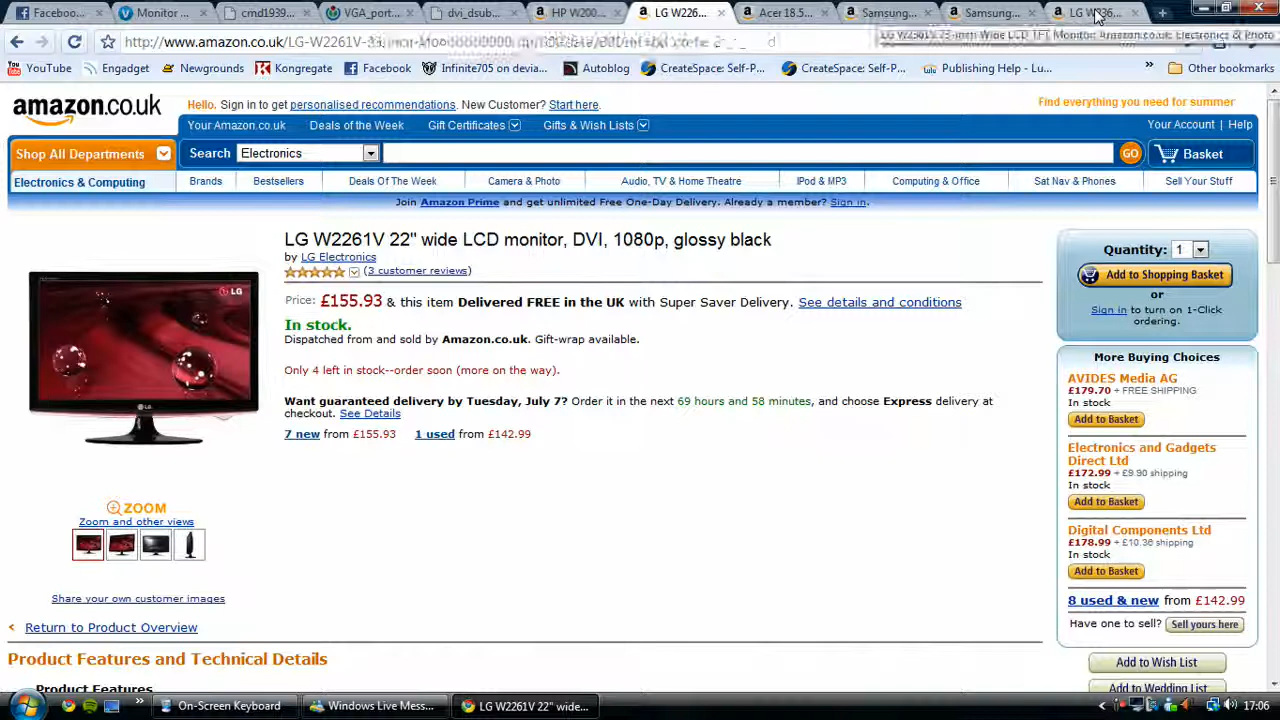 Faceboo...
Monitor ...
cmd1939...
VGA_port...
dvi_dsub...
HP W200...
LG W226...
Acer 18.5...
Samsung...
Samsung...
LG W236...
Monitor: Amazon.co.uk: Electronics & Photo
http://www.amazon.co.uk/LG-W2261V-
YouTube
Engadget
Newgrounds
Kongregate
Facebook
Infinite705 on devia...
Autoblog
CreateSpace: Self-P...
CreateSpace: Self-P...
Publishing Help - Lu...
»
Other bookmarks
amazon.co.uk
Hello. Sign in to get personalised recommendations. New Customer? Start here.
Find everything you need for summer
Your Amazon.co.uk
Deals of the Week
Gift Certificates
Gifts & Wish Lists
Your Account | Help
Shop All Departments
Search
Electronics
GO
Basket
Electronics & Computing
Brands
Bestsellers
Deals Of The Week
Camera & Photo
Audio, TV & Home Theatre
IPod & MP3
Computing & Office
Sat Nav & Phones
Sell Your Stuff
Join Amazon Prime and get unlimited Free One-Day Delivery. Already a member? Sign in.
LG W2261V 22" wide LCD monitor, DVI, 1080p, glossy black
by LG Electronics
(3 customer reviews)
Price: £155.93 & this item Delivered FREE in the UK with Super Saver Delivery. See details and conditions
In stock.
Dispatched from and sold by Amazon.co.uk. Gift-wrap available.
Only 4 left in stock--order soon (more on the way).
Want guaranteed delivery by Tuesday, July 7? Order it in the next 69 hours and 58 minutes, and choose Express delivery at
checkout. See Details
7 new from £155.93 1 used from £142.99
LG
LG
ZOOM
Zoom and other views
Share your own customer images
< Return to Product Overview
Product Features and Technical Details
Product Features
Quantity: 1
Add to Shopping Basket
or
Sign in to turn on 1-Click
ordering.
More Buying Choices
AVIDES Media AG
£179.70 + FREE SHIPPING
In stock
Add to Basket
Electronics and Gadgets
Direct Ltd
£172.99 + £9.90 shipping
In stock
Add to Basket
Digital Components Ltd
£178.99 + £10.36 shipping
In stock
Add to Basket
8 used & new from £142.99
Have one to sell? Sell yours here
Add to Wish List
Add to Wedding List
»
On-Screen Keyboard
Windows Live Mess...
LG W2261V 22" wide...
17:06